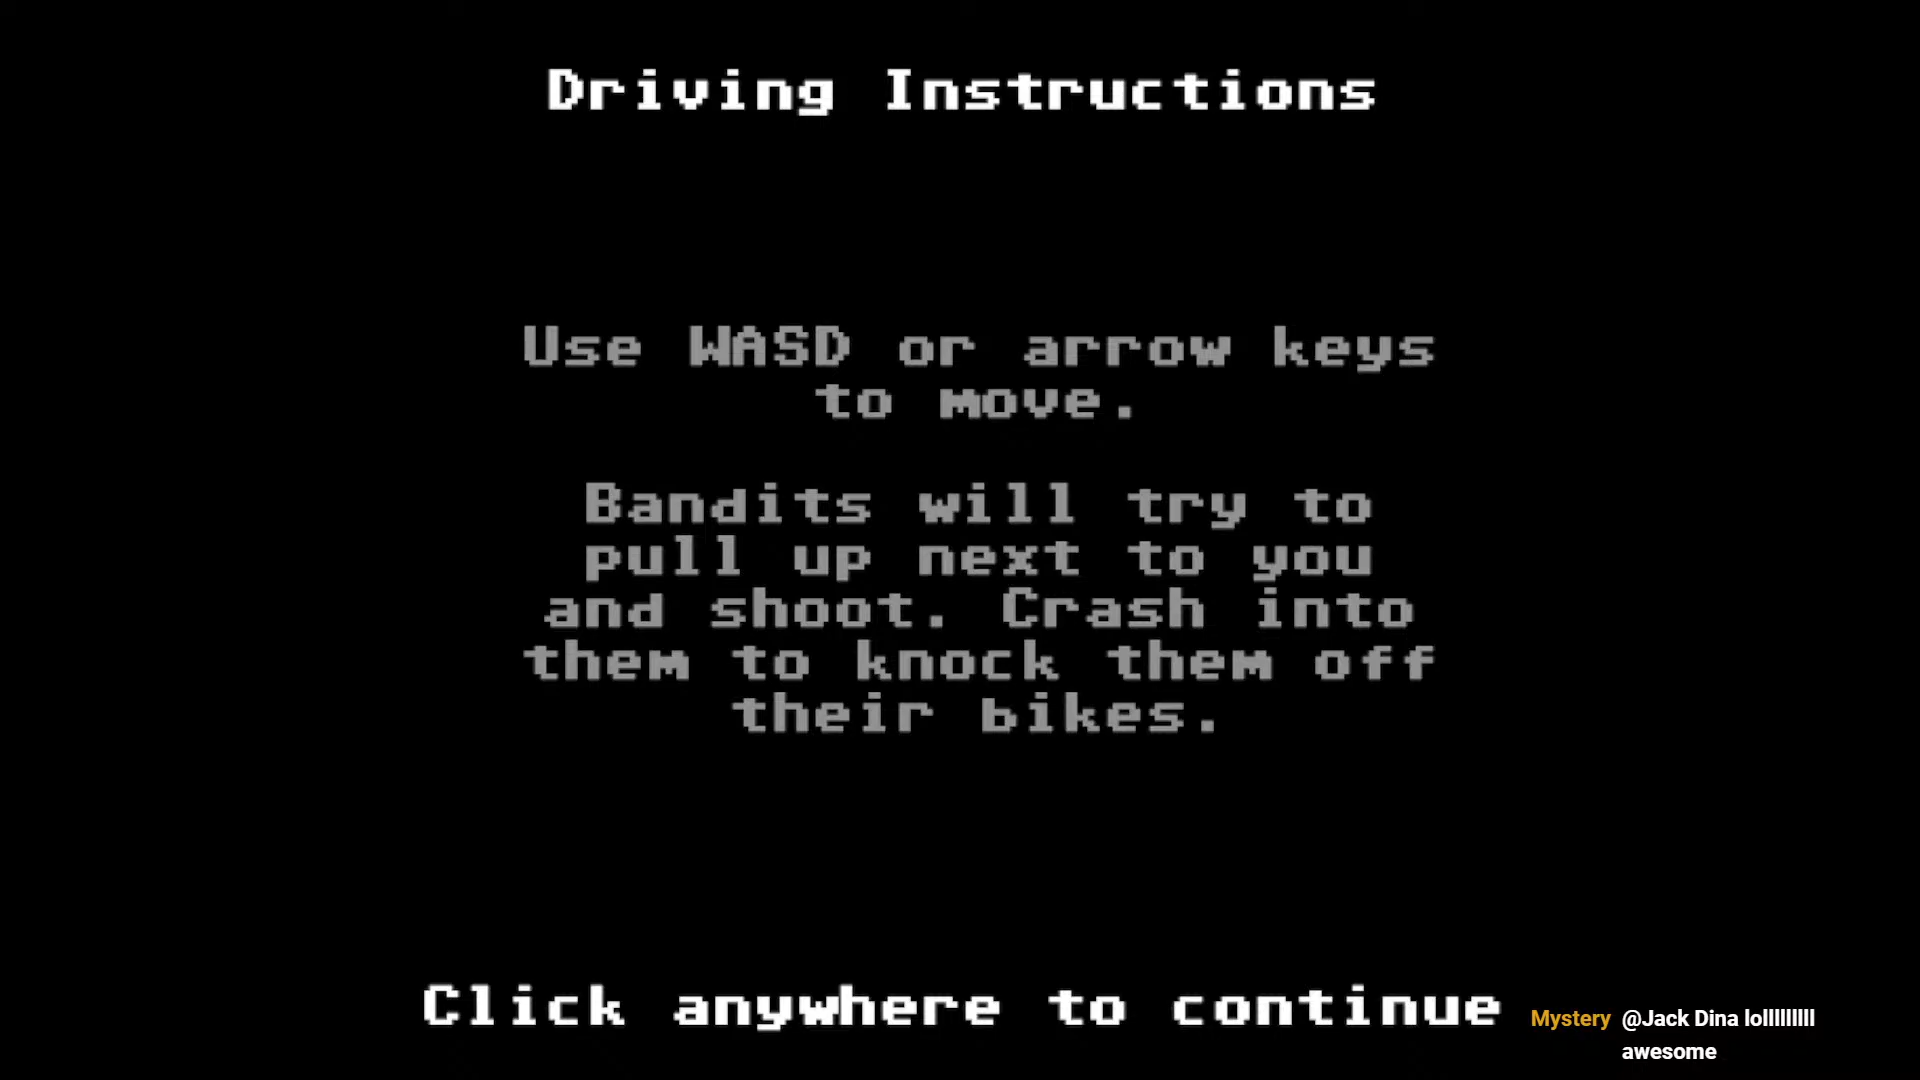 Driving Instructions
Use WASD or arrow keys
to move.
Bandits will try to
pull up next to you
and shoot. Crash into
them to knock them off
their bikes.
Click anywhere to continue
Mystery @Jack Dina lolllllllll
awesome